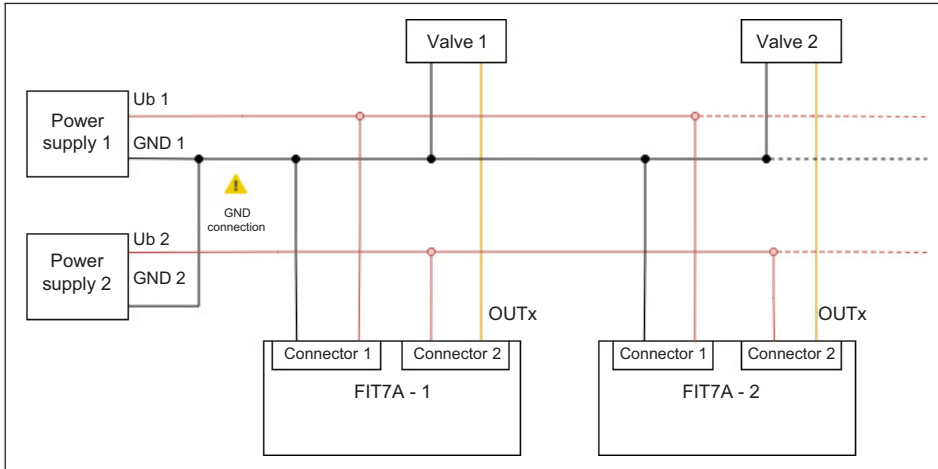 Valve 1
Valve 2
Power
supply 1
Ub 1
GND 1
!
GND
connection
Power
supply 2
Ub 2
GND 2
OUTx
OUTx
Connector 1
Connector 2
Connector 1
Connector 2
FIT7A - 1
FIT7A - 2